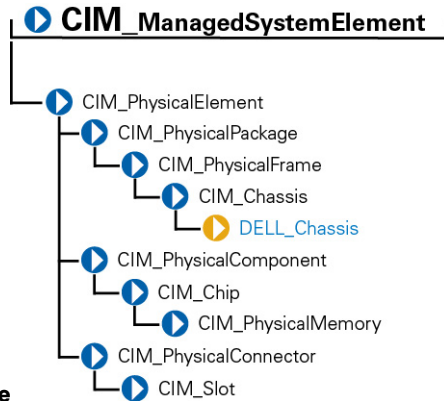 CIM_ManagedSystemElement
CIM_PhysicalElement
CIM_PhysicalPackage
CIM_PhysicalFrame
CIM_Chassis
DELL_Chassis
CIM_PhysicalComponent
CIM_Chip
CIM_PhysicalMemory
CIM_PhysicalConnector
CIM_Slot
e